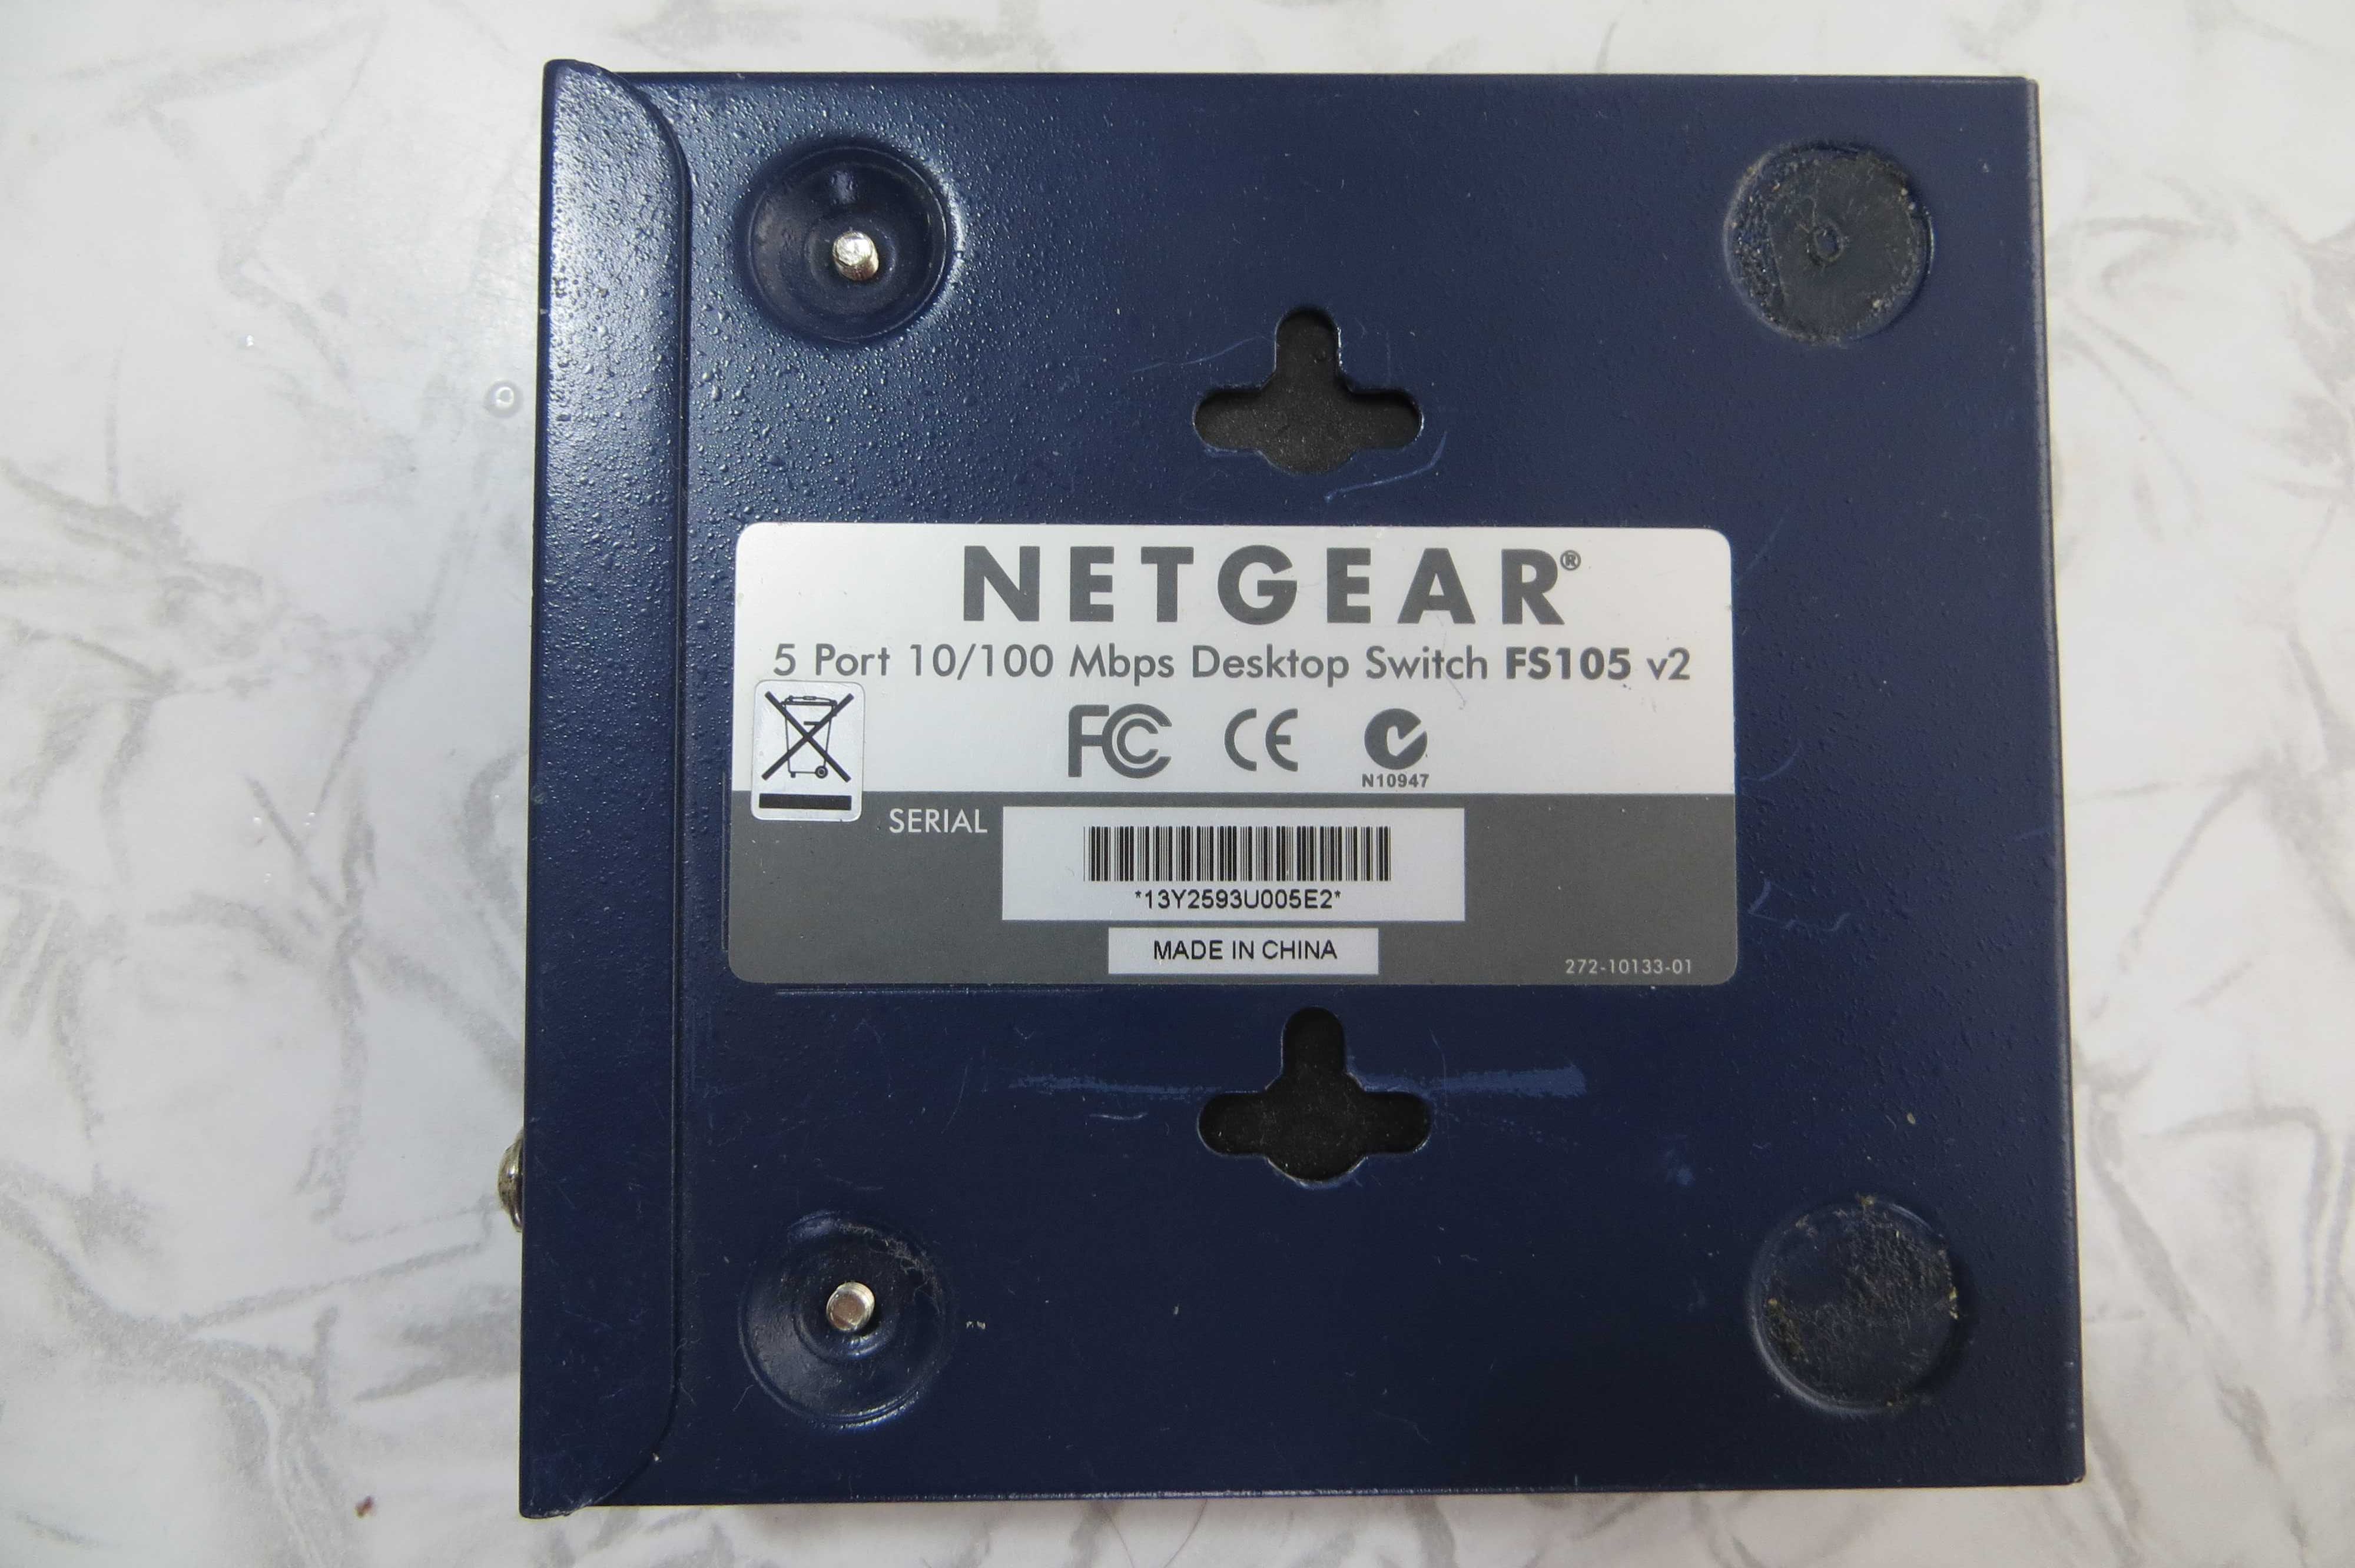 NETGEAR®
5 Port 10/100 Mbps Desktop Switch FS105 v2
FC CE
N10947
SERIAL
*13Y2593U005E2*
MADE IN CHINA
272-10133-01